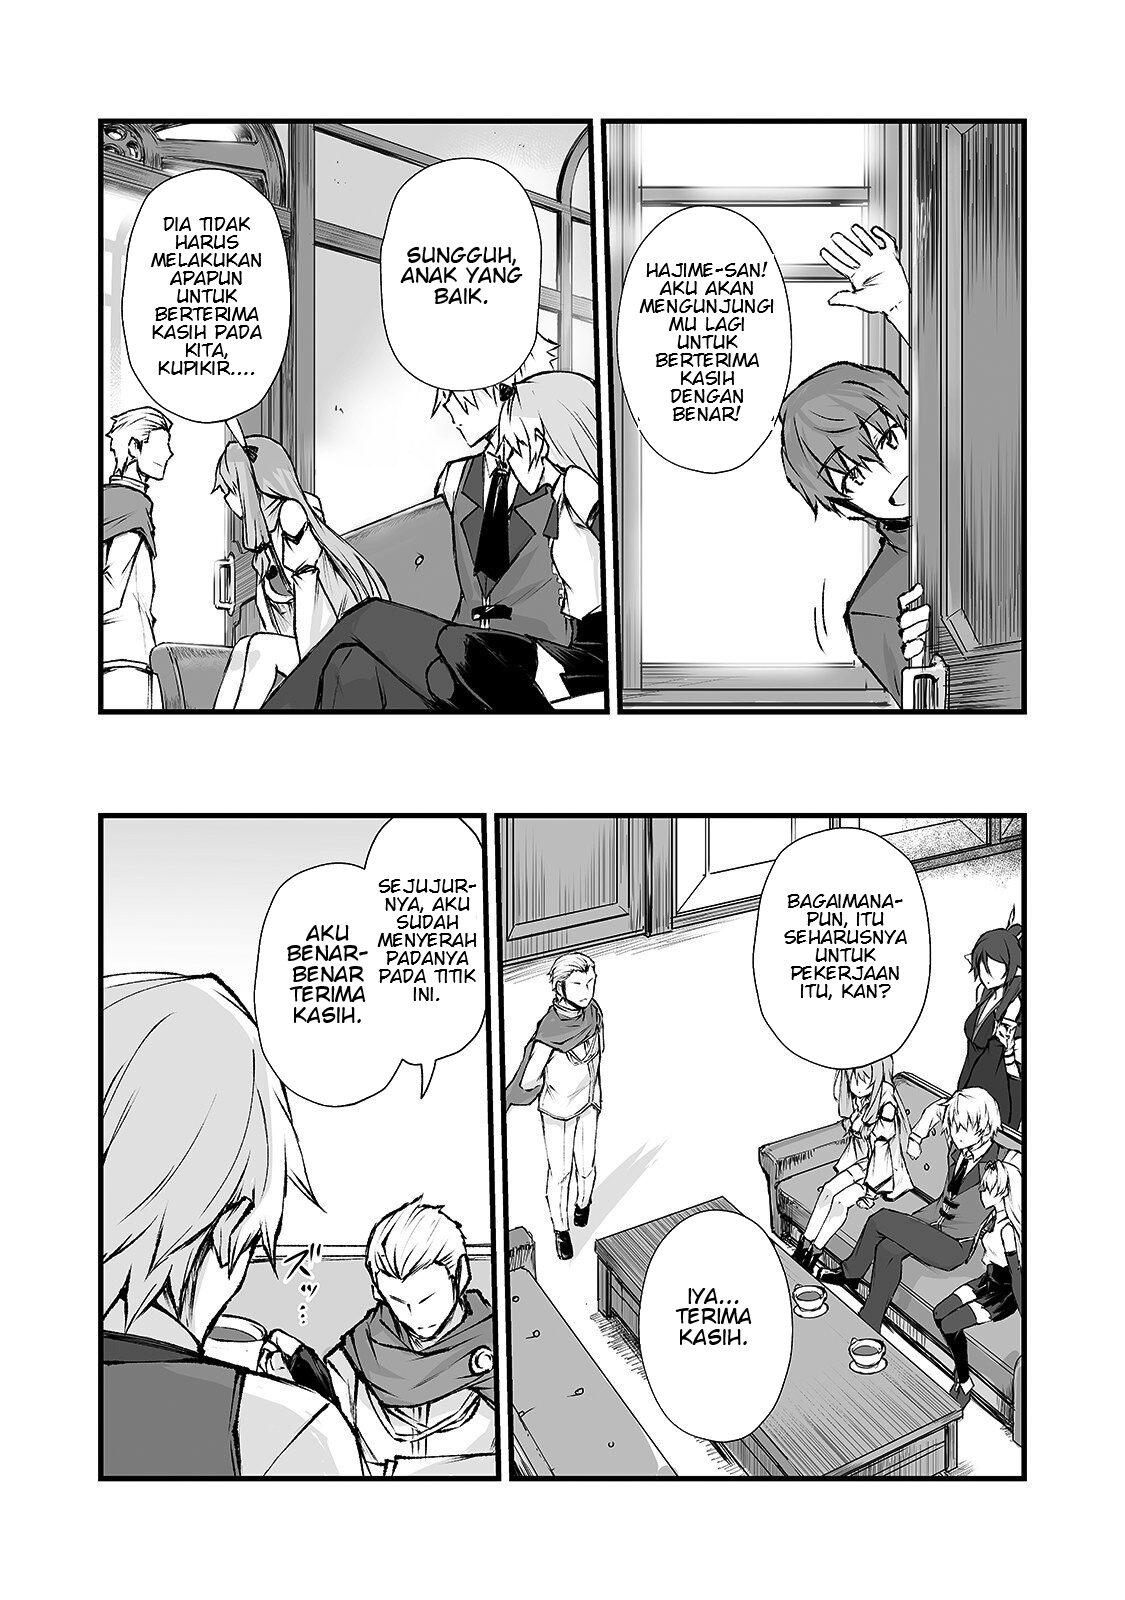 HAJIME-SAN!
AKU AKAN
MENGUNJUNGI
MU LAGI
UNTUK
BERTERIMA
KASIH
DENGAN
BENAR!
SUNGGUH,
ANAK YANG
BAIK.
DIA TIDAK
HARUS
MELAKUKAN
APAPUN
UNTUK
BERTERIMA
KASIH PADA
KITA,
KUPIKIR....
BAGAIMANA-
PUN, ITU
SEHARUSNYA
UNTUK
PEKERJAAN
ITU, KAN?
IYA...
TERIMA
KASIH.
SEJUJUR-
NYA, AKU
SUDAH
MENYERAH
PADANYA
PADA TITIK
INI.
AKU
BENAR-
BENAR
TERIMA
KASIH.
ズズ...